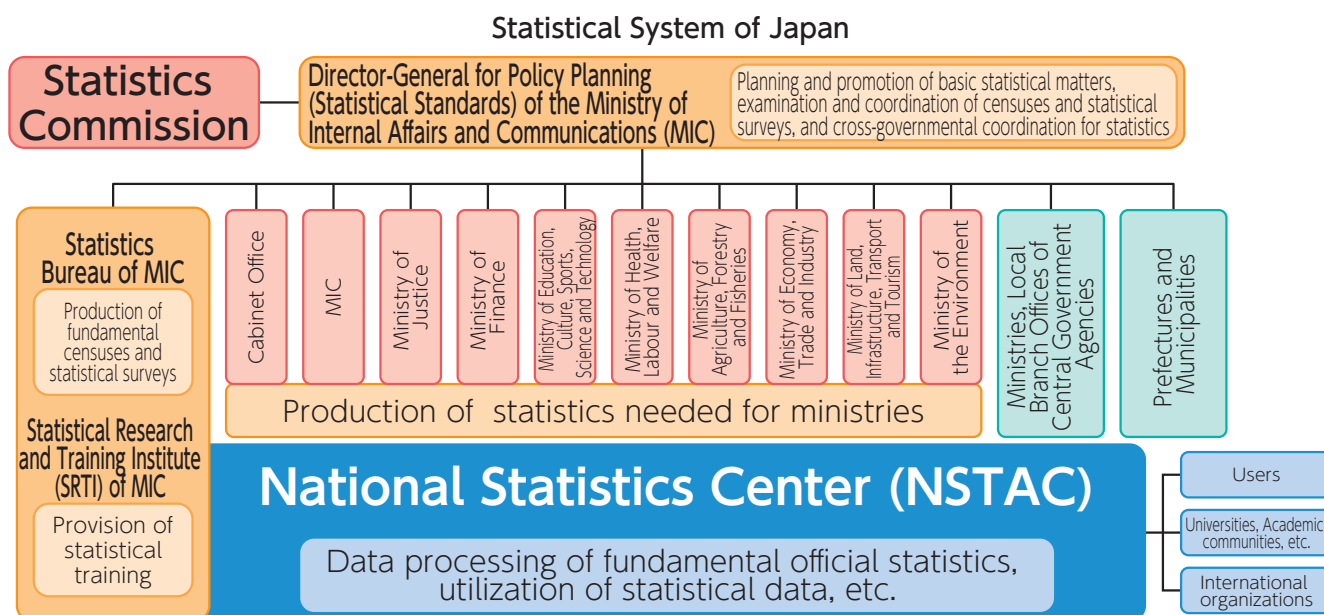 Statistical System of Japan
Statistics
Commission
Director-General for Policy Planning
(Statistical Standards) of the Ministry of
Internal Affairs and Communications (MIC)
Planning and promotion of basic statistical matters,
examination and coordination of censuses and statistical
surveys, and cross-governmental coordination for statistics
Statistics
Bureau of MIC
Production of
fundamental
censuses and
statistical surveys
Statistical Research
and Training Institute
(SRTI) of MIC
Provision of
statistical
training
Cabinet Office
MIC
Ministry of
Justice
Ministry of
Finance
Ministry of Education,
Culture, Sports,
Science and Technology
Ministry of Health,
Labour and Welfare
Ministry of
Agriculture, Forestry
and Fisheries
Ministry of Economy,
Trade and Industry
Ministry of Land,
Infrastructure, Transport
and Tourism
Ministry of
the Environment
Ministries, Local
Branch Offices of
Central Government
Agencies
Prefectures and
Municipalities
Production of statistics needed for ministries
National Statistics Center (NSTAC)
Data processing of fundamental official statistics,
utilization of statistical data, etc.
Users
Universities, Academic
communities, etc.
International
organizations